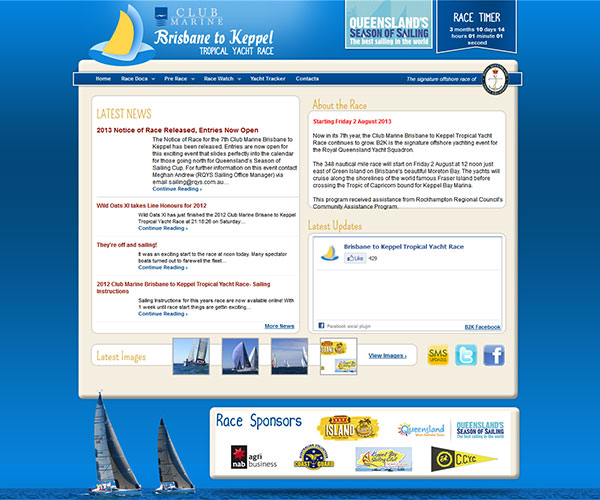 CLUB MARINE
Brisbane to Keppel
TROPICAL YACHT RACE
QUEENSLAND'S
SEASON OF SAILING
The best sailing in the world
RACE TIMER
3 months 10 days 14
hours 01 minute 01
second
Home Race Docs Pre Race Race Watch Yacht Tracker Contacts
The signature offshore race of
LATEST NEWS
2013 Notice of Race Released, Entries Now Open
The Notice of Race for the 7th Club Marine Brisbane to
Keppel has been released. Entries are now open for
this exciting event that slides perfectly into the calendar
for those going north for Queensland's Season of
Sailing Cup. For further information on this event contact
Meghan Andrew (RQYS Sailing Office Manager) via
email sailing@rqys.com.au...
Continue Reading ›
Wild Oats XI takes Line Honours for 2012
Wild Oats XI has just finished the 2012 Club Marine Brisane to Keppel
Tropical Yacht Race at 21:16:26 on Saturday...
Continue Reading ›
They're off and sailing!
It was an exciting start to the race at noon today. Many spectator
boats turned out to farewell the fleet...
Continue Reading ›
2012 Club Marine Brisbane to Keppel Tropical Yacht Race- Sailing
Instructions
Sailing Instructions for this years race are now available online! With
1 week until race start things are gettin exciting...
Continue Reading ›
More News
About the Race
Starting Friday 2 August 2013
Now in its 7th year, the Club Marine Brisbane to Keppel Tropical Yacht
Race continues to grow. B2K is the signature offshore yachting event for
the Royal Queensland Yacht Squadron.
The 348 nautical mile race will start on Friday 2 August at 12 noon just
east of Green Island on Brisbane's beautiful Moreton Bay. The yachts will
cruise along the shorelines of the world famous Fraser Island before
crossing the Tropic of Capricorn bound for Keppel Bay Marina.
This program received assistance from Rockhampton Regional Council's
Community Assistance Program.
Latest Updates
Brisbane to Keppel Tropical Yacht Race
Like 429
Facebook social plugin
B2K Facebook
Latest Images
View Images ›
SMS
UPDATES
Race Sponsors
XXXX
ISLAND
Queensland
QUEENSLAND'S
SEASON OF SAILING
The best sailing in the world
nab
agri
business
COAST GUARD
Keppel Bay
Sailing Club
C.C.Y.C.